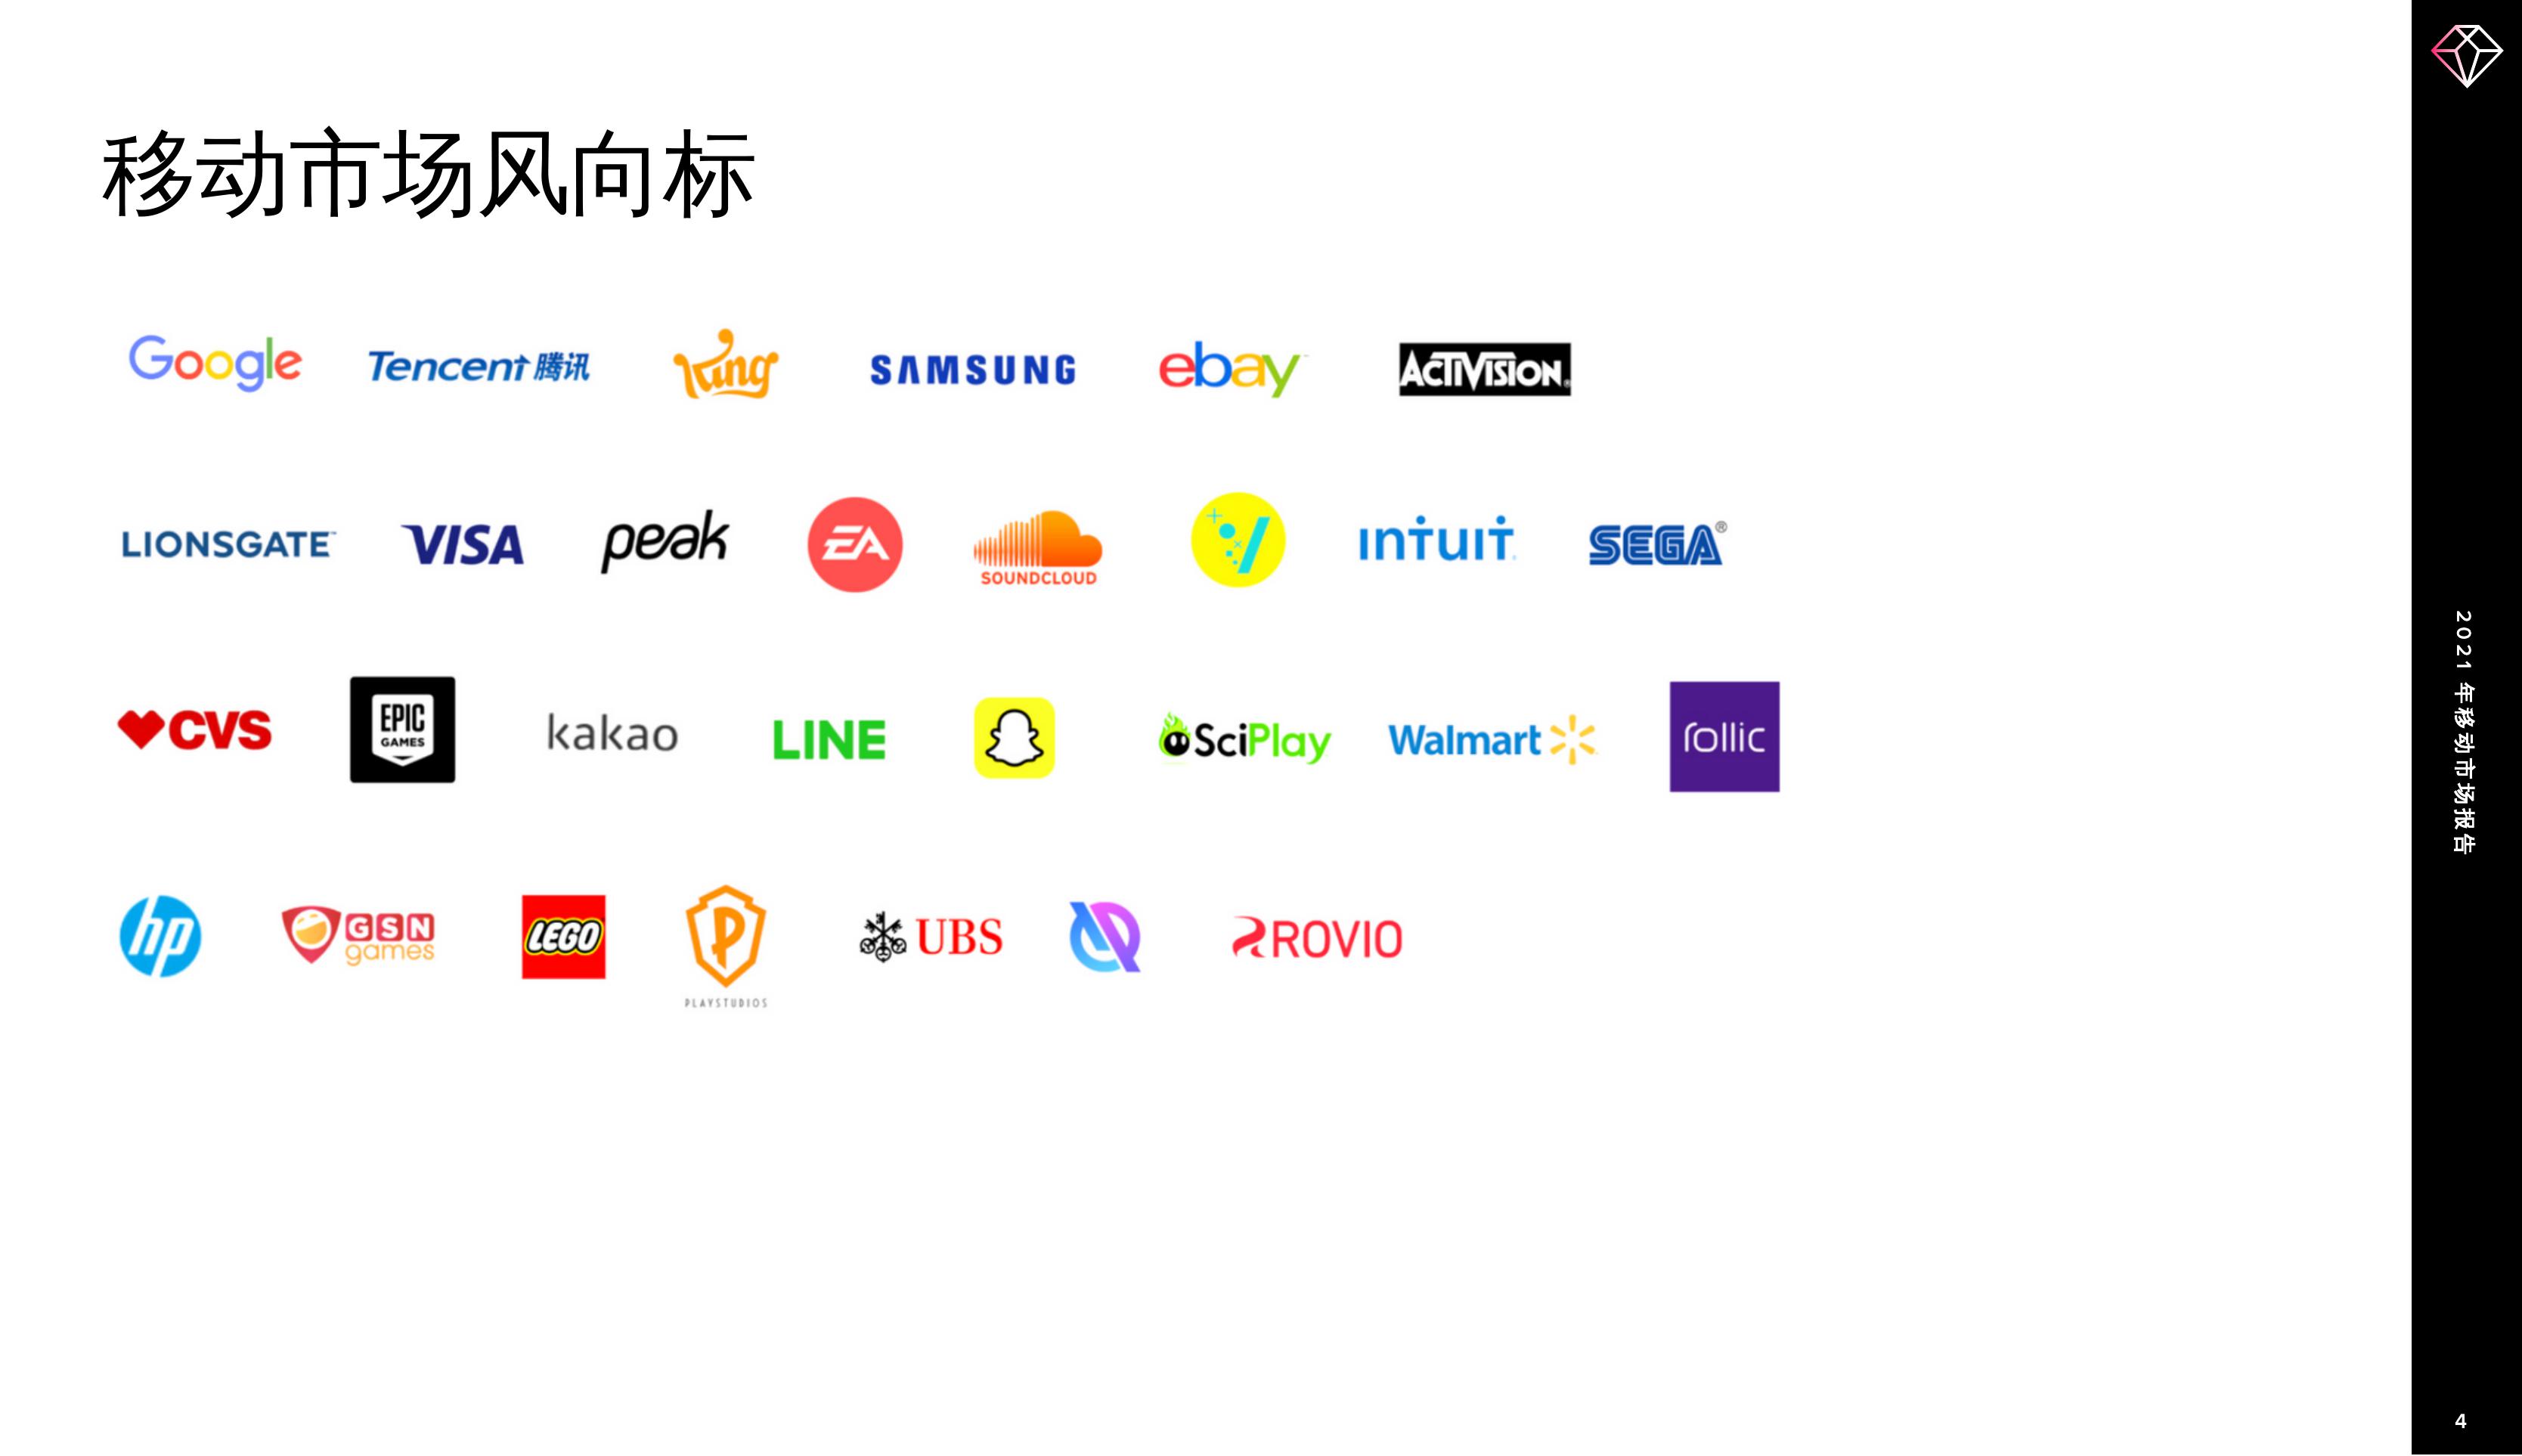 移动市场风向标
Google Tencent 腾讯 King SAMSUNG ebay™ ACTIVISION®
LIONSGATE™ VISA peak EA SOUNDCLOUD intuit SEGA®
CVS EPIC GAMES kakao LINE SciPlay Walmart rollic
hp GSN games LEGO P PLAYSTUDIOS UBS ROVIO
2021 年移动市场报告
4